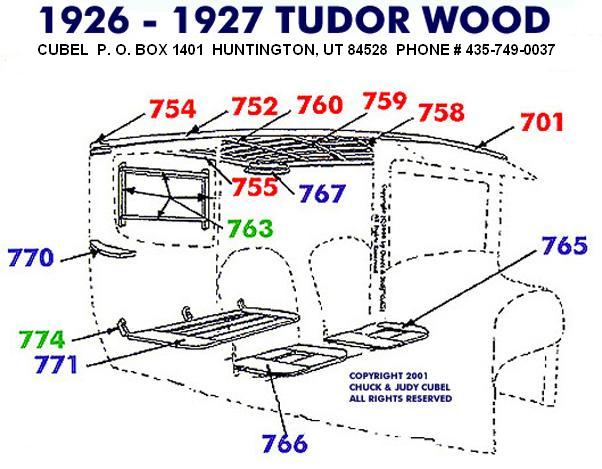 1926 - 1927 TUDOR WOOD
CUBEL P. O. BOX 1401 HUNTINGTON, UT 84528 PHONE # 435-749-0037
754
752
760
759
758
701
755
767
763
770
765
774
771
766
COPYRIGHT 2001
CHUCK & JUDY CUBEL
ALL RIGHTS RESERVED